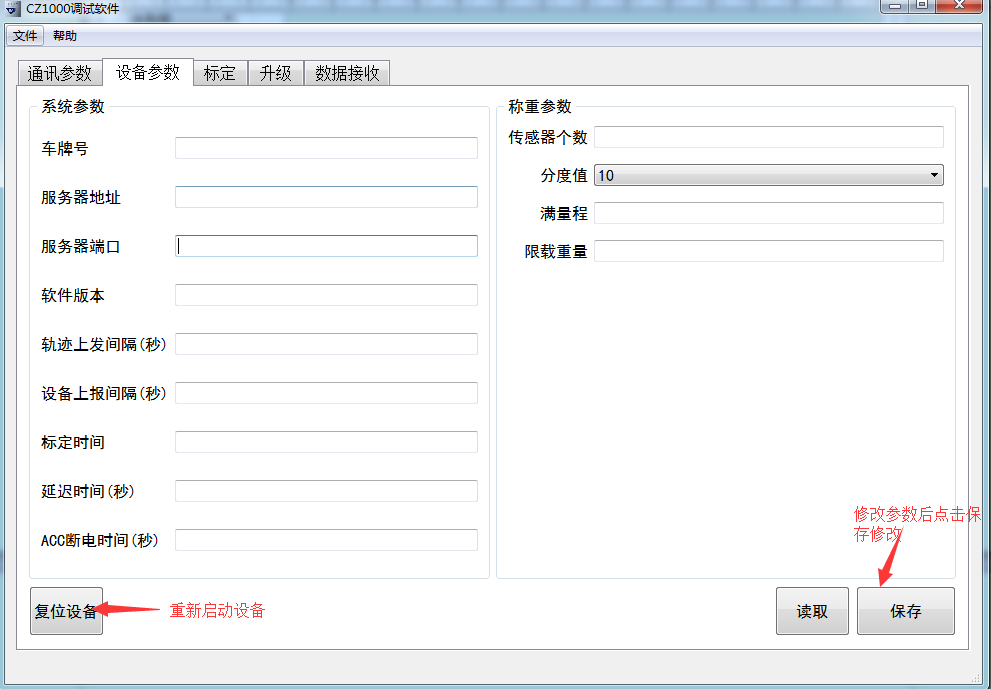 CZ1000调试软件
文件 帮助
通讯参数 设备参数 标定 升级 数据接收
系统参数
车牌号
服务器地址
服务器端口
软件版本
轨迹上发间隔(秒)
设备上报间隔(秒)
标定时间
延迟时间(秒)
ACC断电时间(秒)
称重参数
传感器个数
分度值 10
满量程
限载重量
修改参数后点击保
存修改
复位设备 重新启动设备 读取 保存